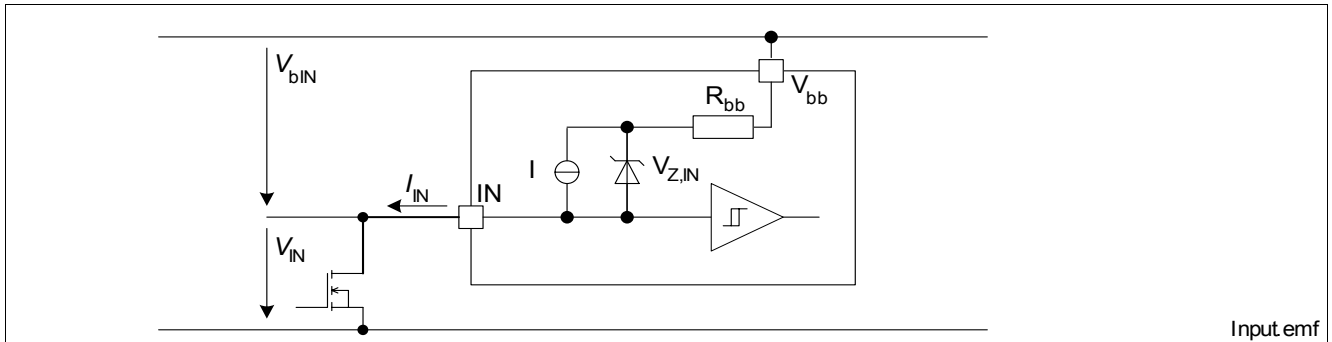 V_bIN
V_bb
R_bb
I
V_Z,IN
I_IN
IN
V_IN
Input.emf